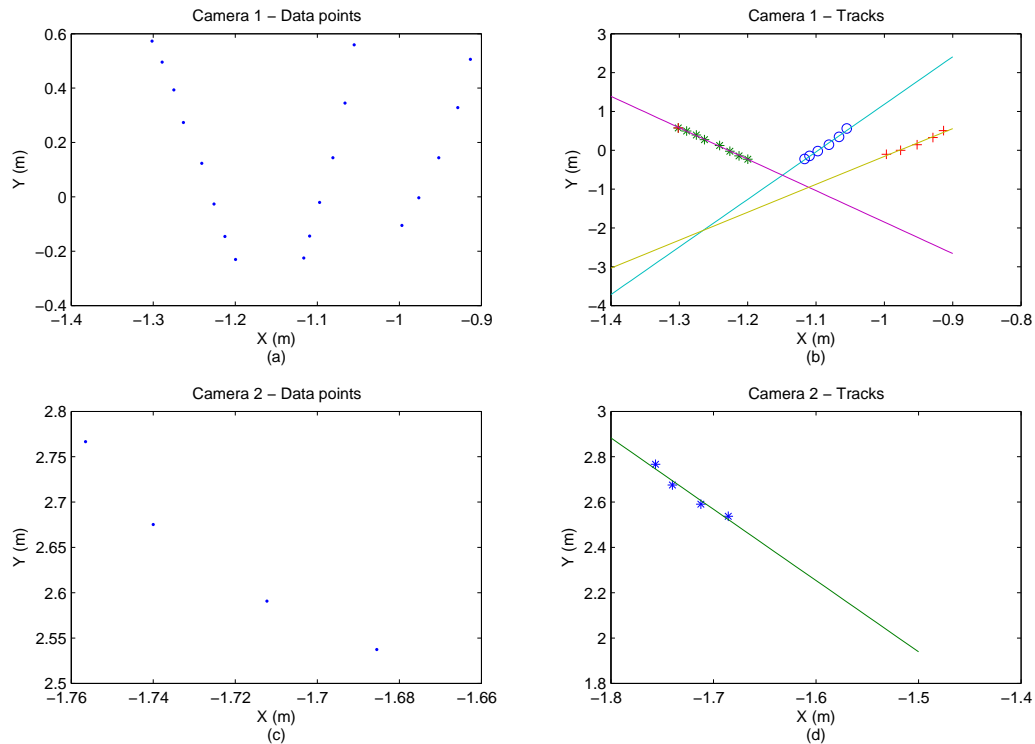 Camera 1 – Data points
0.6
0.4
0.2
0
−0.2
−0.4
Y (m)
−1.4 −1.3 −1.2 −1.1 −1 −0.9
X (m)
(a)
Camera 1 – Tracks
3
2
1
0
−1
−2
−3
−4
Y (m)
−1.4 −1.3 −1.2 −1.1 −1 −0.9 −0.8
X (m)
(b)
Camera 2 – Data points
2.8
2.75
2.7
2.65
2.6
2.55
2.5
Y (m)
−1.76 −1.74 −1.72 −1.7 −1.68 −1.66
X (m)
(c)
Camera 2 – Tracks
3
2.8
2.6
2.4
2.2
2
1.8
Y (m)
−1.8 −1.7 −1.6 −1.5 −1.4
X (m)
(d)